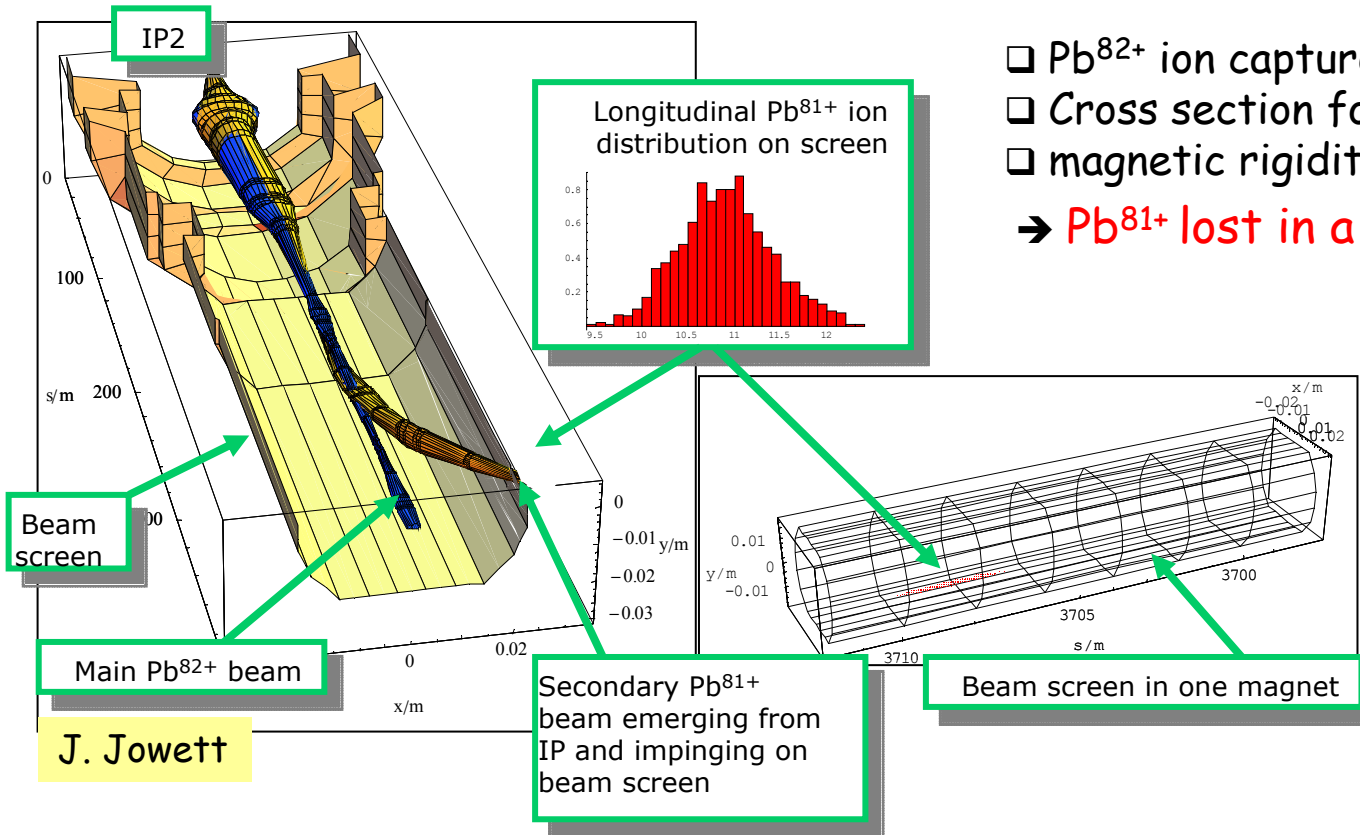 IP2
Longitudinal Pb81+ ion
distribution on screen
0.8
0.6
0.4
0.2
9.5 10 10.5 11 11.5 12
❑ Pb82+ ion captur
❑ Cross section fo
❑ magnetic rigidit
➔ Pb81+ lost in a
0
100
s/m 200
00
Beam
screen
0
−0.01 y/m
−0.02
−0.03
0 0.02
x/m
Main Pb82+ beam
J. Jowett
Secondary Pb81+
beam emerging from
IP and impinging on
beam screen
x/m
−0.02
−0.01
0
0.01
0.02
0.01
y/m 0
−0.01
3700
3705
s/m
3710
Beam screen in one magnet